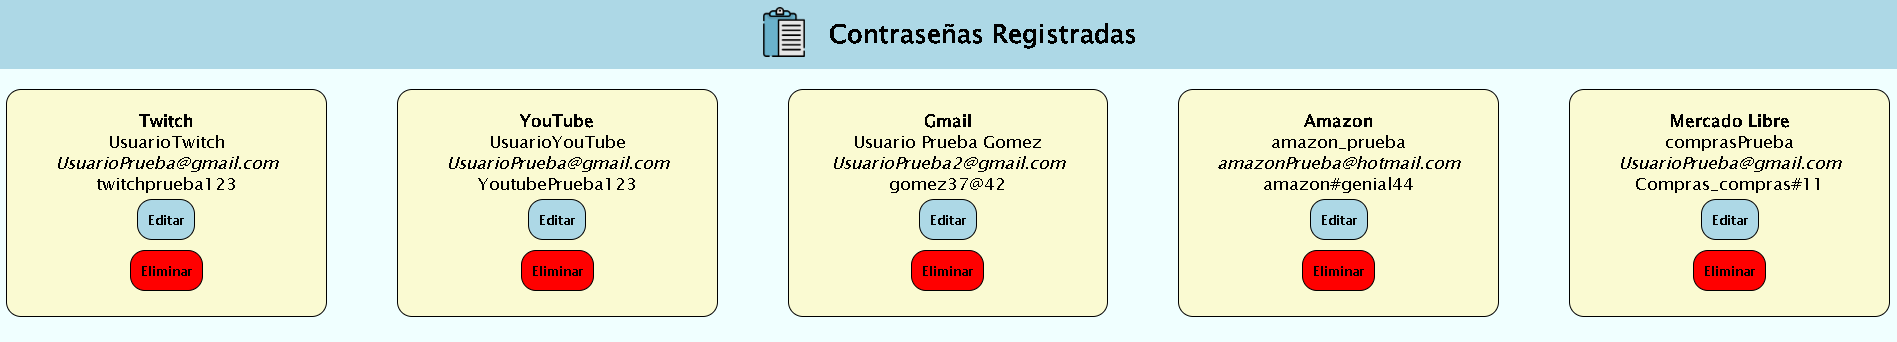 Contraseñas Registradas
Twitch
UsuarioTwitch
UsuarioPrueba@gmail.com
twitchprueba123
Editar
Eliminar
YouTube
UsuarioYouTube
UsuarioPrueba@gmail.com
YoutubePrueba123
Editar
Eliminar
Gmail
Usuario Prueba Gomez
UsuarioPrueba2@gmail.com
gomez37@42
Editar
Eliminar
Amazon
amazon_prueba
amazonPrueba@hotmail.com
amazon#genial44
Editar
Eliminar
Mercado Libre
comprasPrueba
UsuarioPrueba@gmail.com
Compras_compras#11
Editar
Eliminar